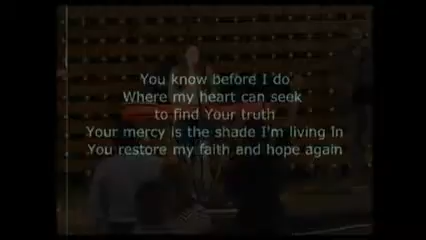 You know before I do
Where my heart can seek
to find Your truth
Your mercy is the shade I'm living in
You restore my faith and hope again